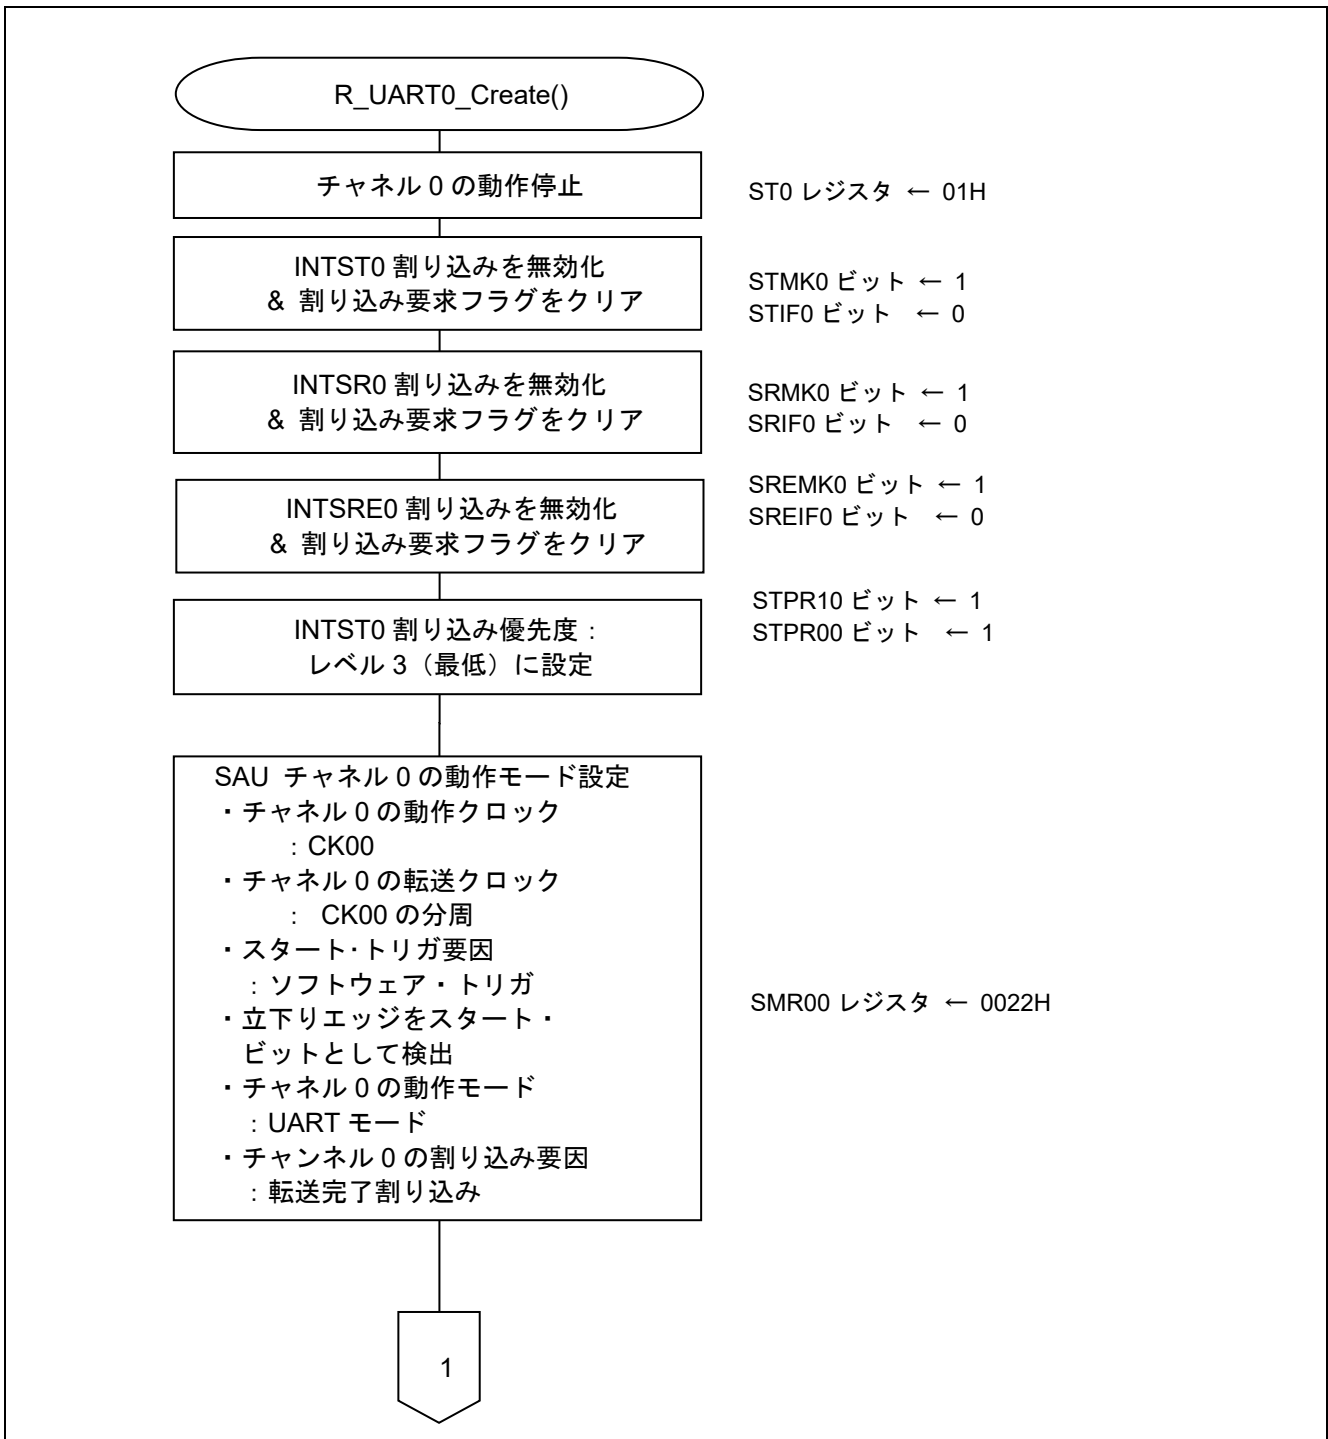 R_UART0_Create()
チャネル 0 の動作停止
ST0 レジスタ ← 01H
INTST0 割り込みを無効化
& 割り込み要求フラグをクリア
STMK0 ビット ← 1
STIF0 ビット ← 0
INTSR0 割り込みを無効化
& 割り込み要求フラグをクリア
SRMK0 ビット ← 1
SRIF0 ビット ← 0
INTSRE0 割り込みを無効化
& 割り込み要求フラグをクリア
SREMK0 ビット ← 1
SREIF0 ビット ← 0
INTST0 割り込み優先度：
レベル 3（最低）に設定
STPR10 ビット ← 1
STPR00 ビット ← 1
SAU チャネル 0 の動作モード設定
・チャネル 0 の動作クロック
：CK00
・チャネル 0 の転送クロック
： CK00 の分周
・スタート･トリガ要因
：ソフトウェア・トリガ
・立下りエッジをスタート・
ビットとして検出
・チャネル 0 の動作モード
：UART モード
・チャンネル 0 の割り込み要因
：転送完了割り込み
SMR00 レジスタ ← 0022H
1